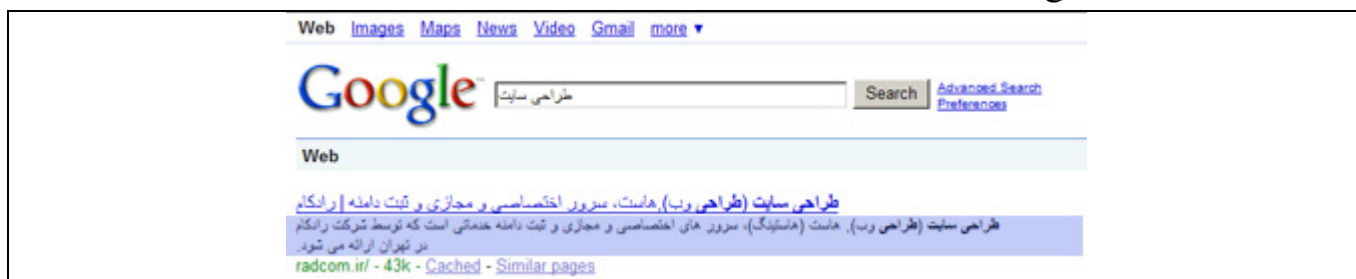 Web Images Maps News Video Gmail more ▼
Google™ طراحی سایت Search Advanced Search
Preferences
Web
طراحی سایت (طراحی وب)، هاست، سرور اختصاصی و مجازی و ثبت دامنه | رادکام
طراحی سایت (طراحی وب)، هاست (هاستینگ)، سرور های اختصاصی و مجازی و ثبت دامنه خدماتی است که توسط شرکت رادکام
در تهران ارائه می شود.
radcom.ir/ - 43k - Cached - Similar pages